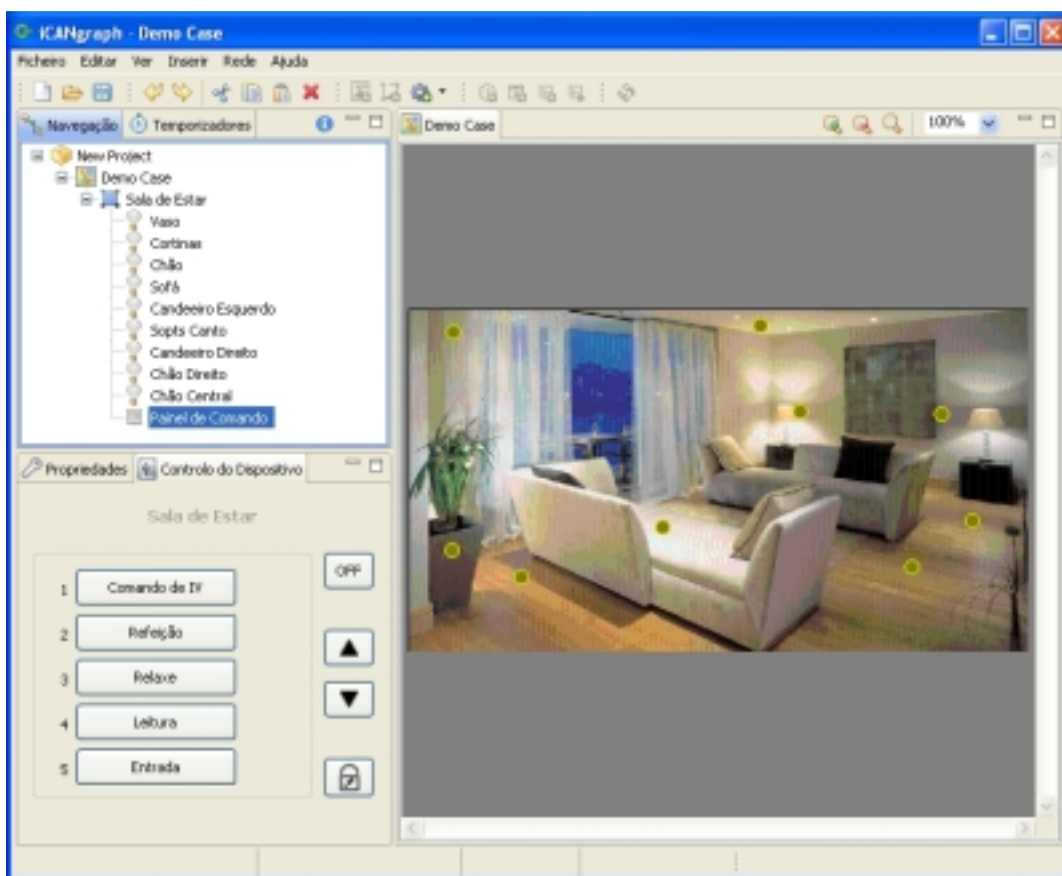 iCANgraph - Demo Case
Ficheiro Editar Ver Inserir Rede Ajuda
Navegação Temporizadores
Demo Case 100%
New Project
Demo Case
Sala de Estar
Vaso
Cortinas
Chão
Sofá
Candeeiro Esquerdo
Sopts Canto
Candeeiro Direito
Chão Direito
Chão Central
Painel de Comando
Propriedades Controlo do Dispositivo
Sala de Estar
OFF
1 Comando de IV
2 Refeição
3 Relaxe
4 Leitura
5 Entrada